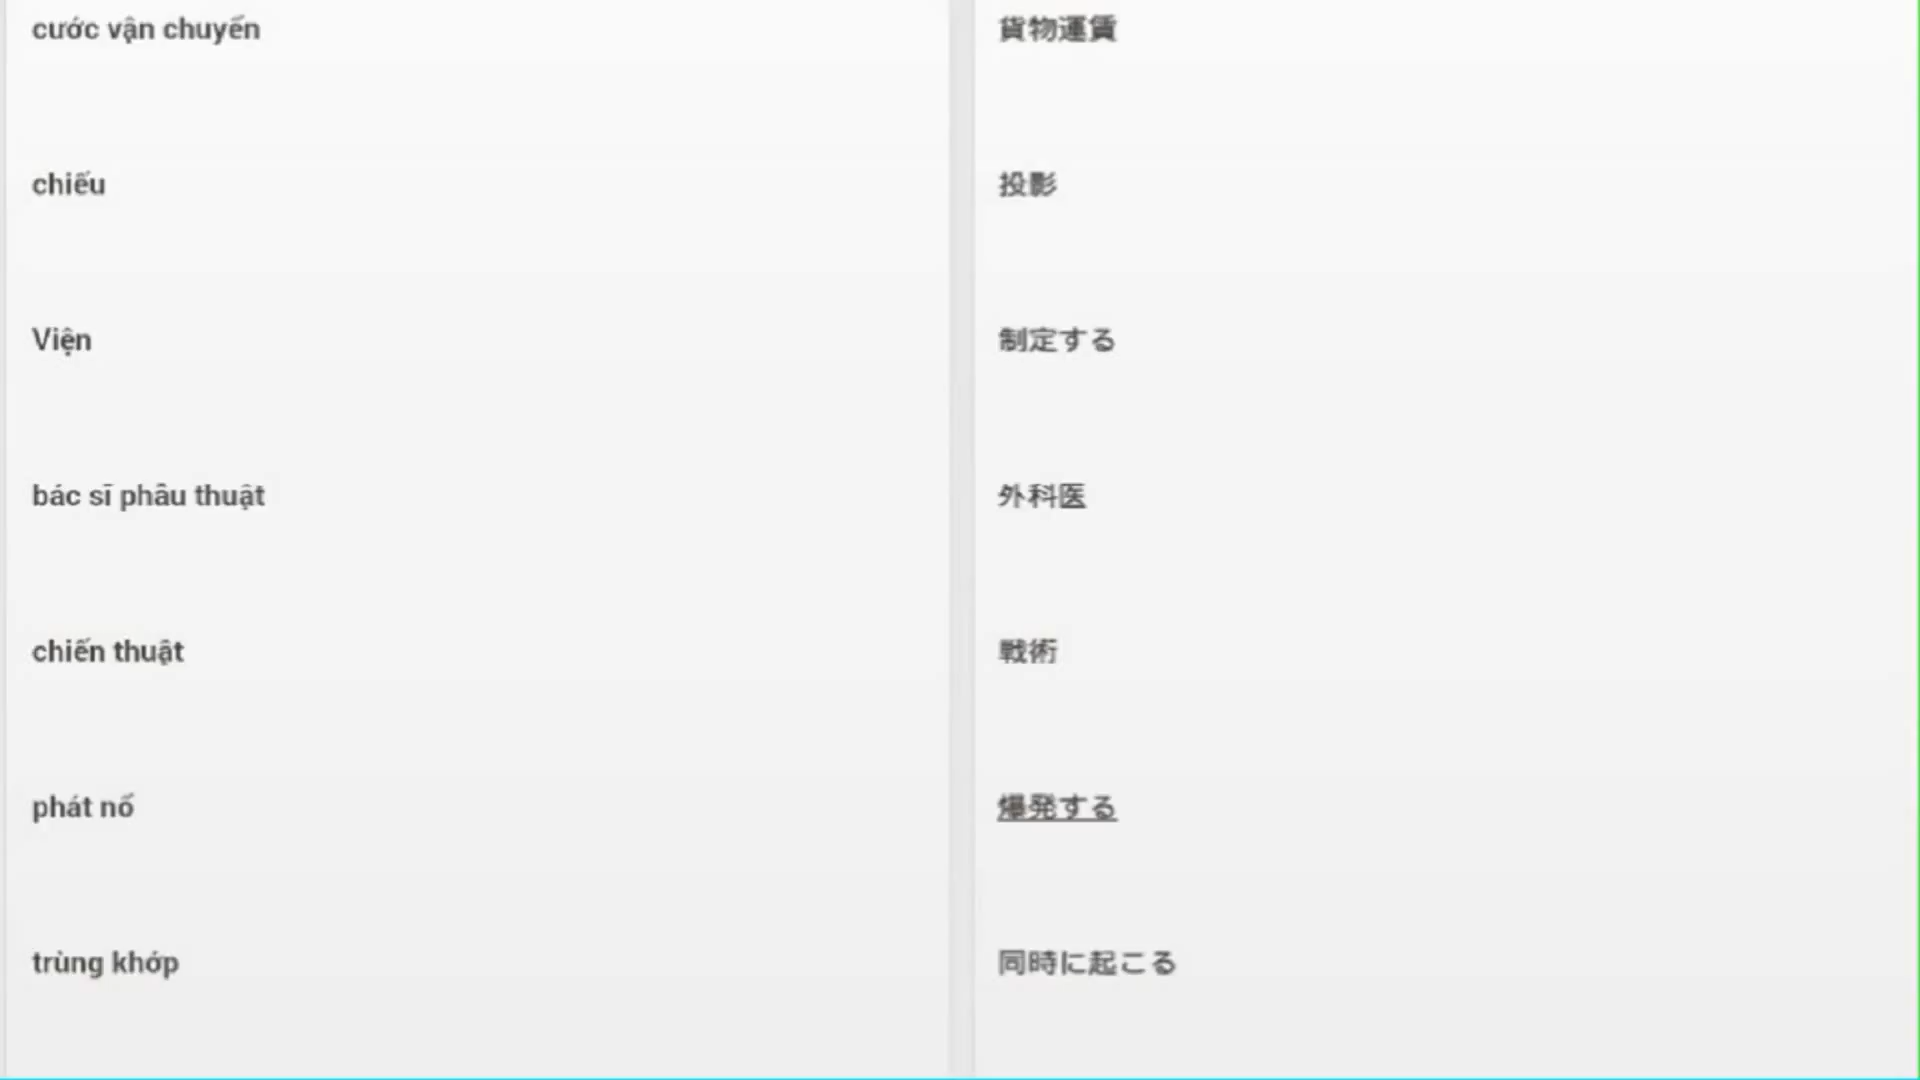 cước vận chuyển
貨物運賃
chiếu
投影
Viện
制定する
bác sĩ phẫu thuật
外科医
chiến thuật
戦術
phát nổ
爆発する
trùng khớp
同時に起こる